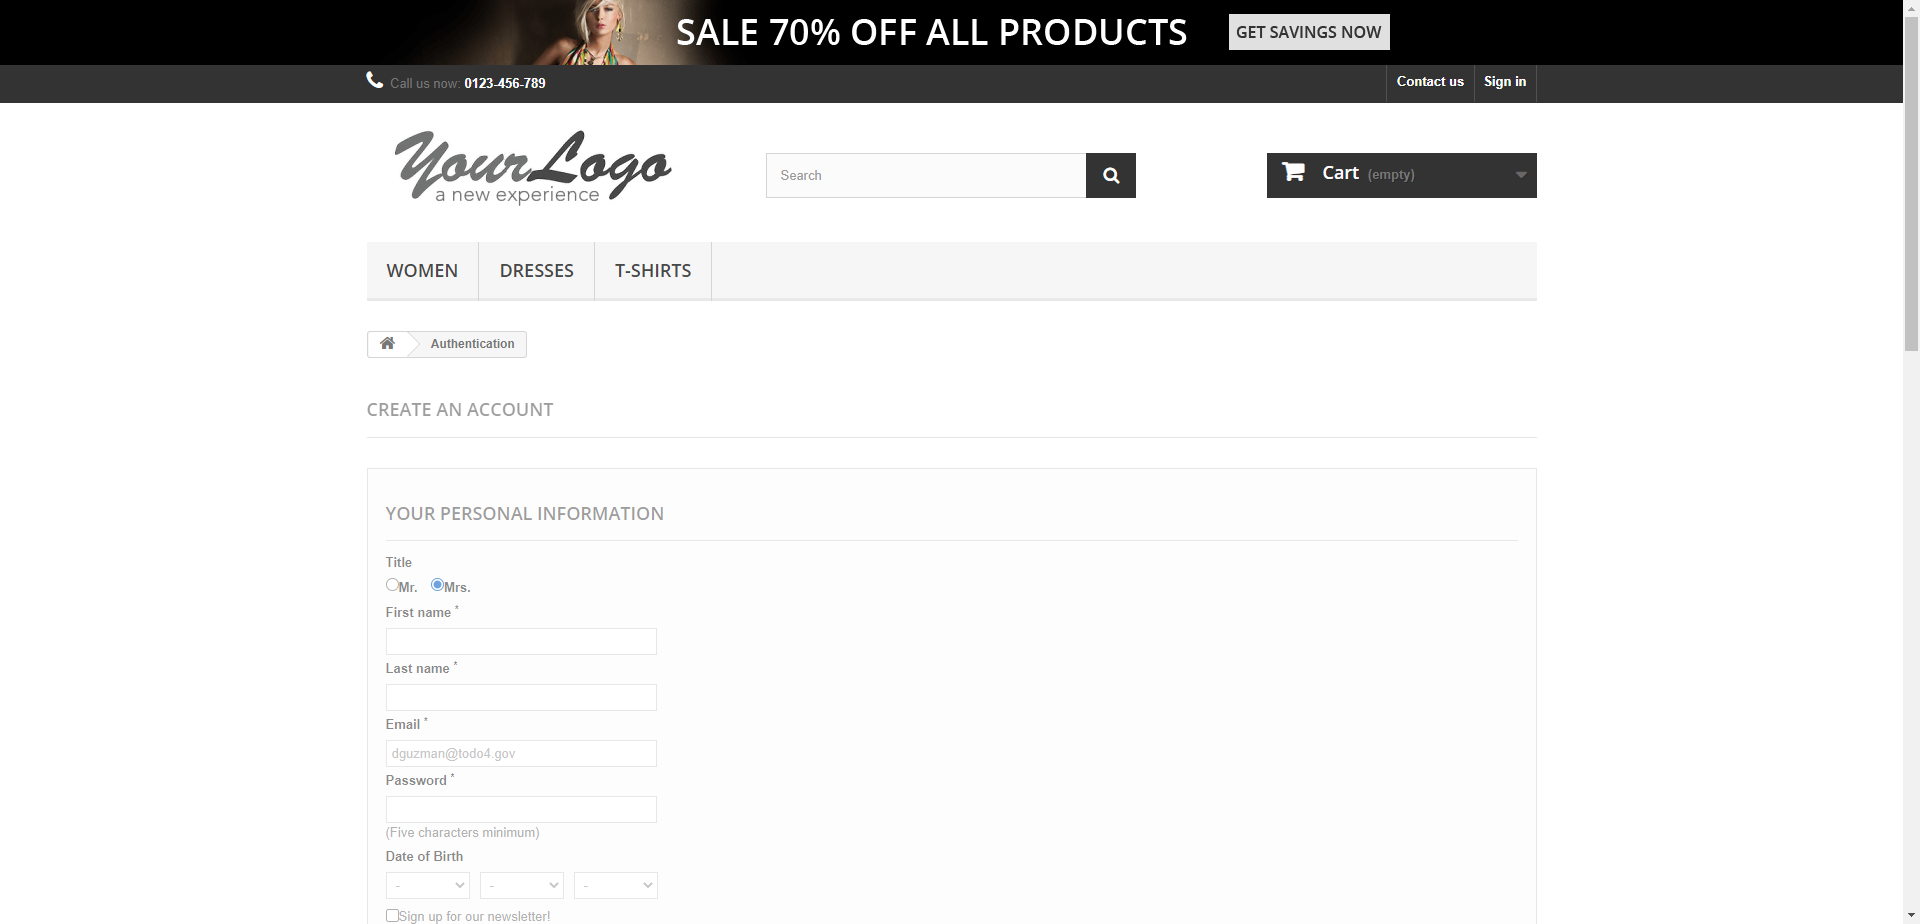 SALE 70% OFF ALL PRODUCTS GET SAVINGS NOW
Call us now: 0123-456-789 Contact us Sign in
YourLogo
a new experience
Search
Cart (empty)
WOMEN DRESSES T-SHIRTS
Authentication
CREATE AN ACCOUNT
YOUR PERSONAL INFORMATION
Title
Mr. Mrs.
First name *
Last name *
Email *
dguzman@todo4.gov
Password *
(Five characters minimum)
Date of Birth
- - -
Sign up for our newsletter!